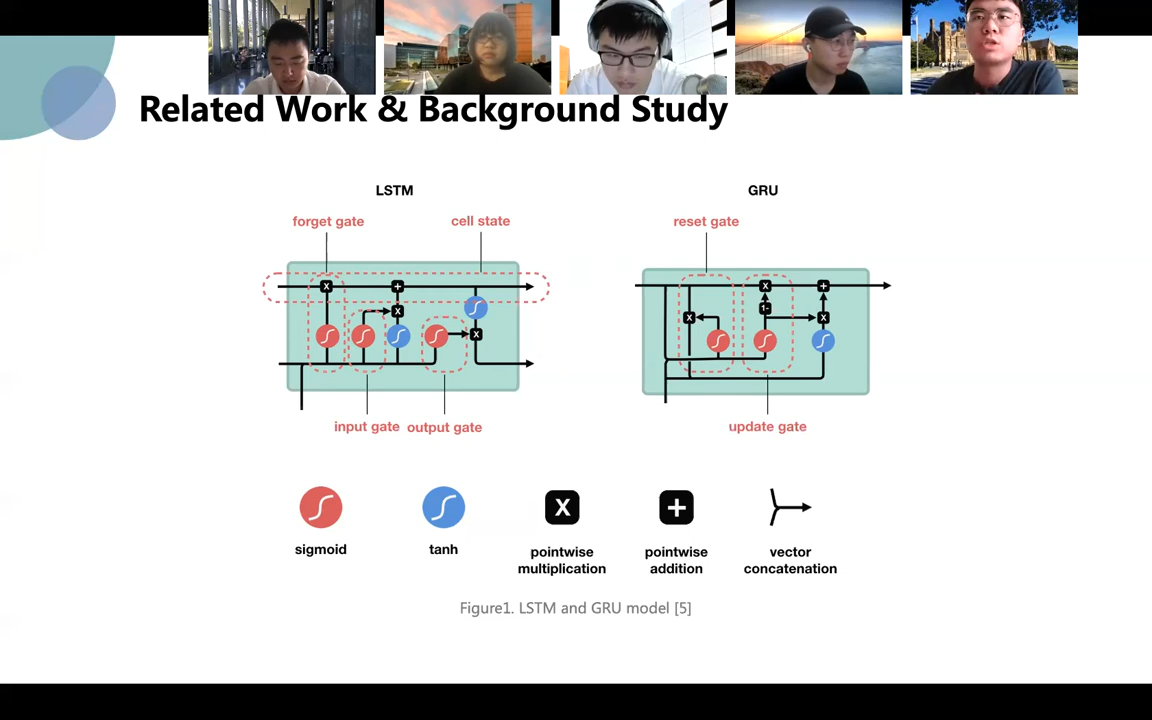 Related Work & Background Study
LSTM
GRU
forget gate
cell state
reset gate
input gate
output gate
update gate
sigmoid
tanh
pointwise
multiplication
pointwise
addition
vector
concatenation
Figure1. LSTM and GRU model [5]